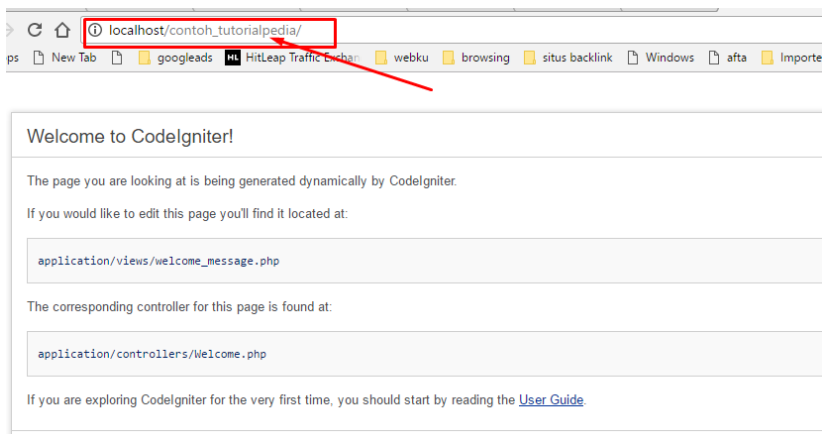 localhost/contoh_tutorialpedia/
ps New Tab googleads HL HitLeap Traffic Exchan webku browsing situs backlink Windows afta Importe
Welcome to CodeIgniter!
The page you are looking at is being generated dynamically by CodeIgniter.
If you would like to edit this page you'll find it located at:
application/views/welcome_message.php
The corresponding controller for this page is found at:
application/controllers/Welcome.php
If you are exploring CodeIgniter for the very first time, you should start by reading the User Guide.